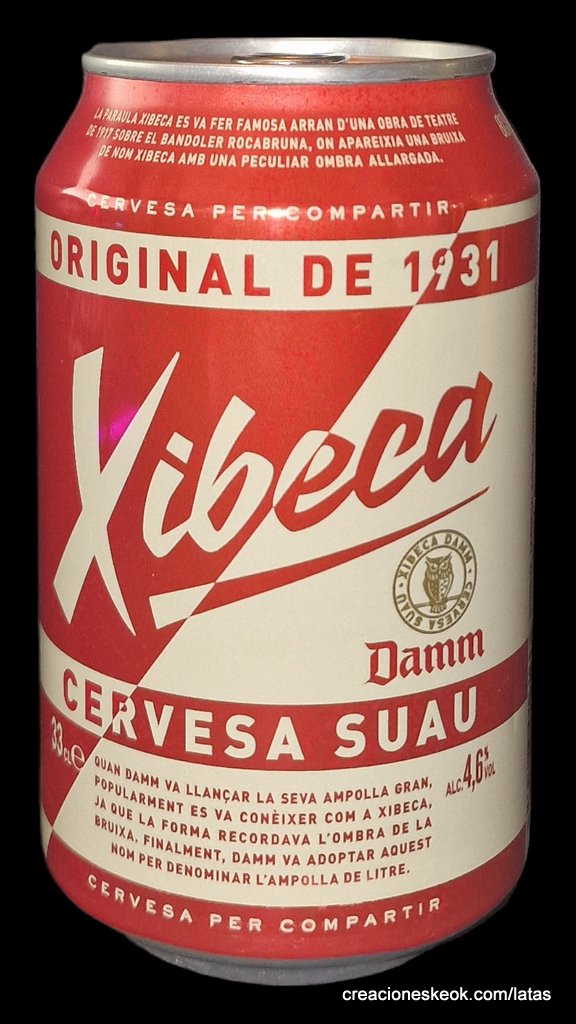 LA PARAULA XIBECA ES VA FER FAMOSA ARRAN D'UNA OBRA DE TEATRE
DE 1917 SOBRE EL BANDOLER ROCABRUNA, ON APAREIXIA UNA BRUIXA
DE NOM XIBECA AMB UNA PECULIAR OMBRA ALLARGADA.
CERVESA PER COMPARTIR
ORIGINAL DE 1931
Xibeca
XIBECA DAMM · CERVESA SUAU ·
Damm
CERVESA SUAU
33 cl e
ALC. 4,6% VOL
QUAN DAMM VA LLANÇAR LA SEVA AMPOLLA GRAN,
POPULARMENT ES VA CONÈIXER COM A XIBECA,
JA QUE LA FORMA RECORDAVA L'OMBRA DE LA
BRUIXA. FINALMENT, DAMM VA ADOPTAR AQUEST
NOM PER DENOMINAR L'AMPOLLA DE LITRE.
CERVESA PER COMPARTIR
creacioneskeok.com/latas